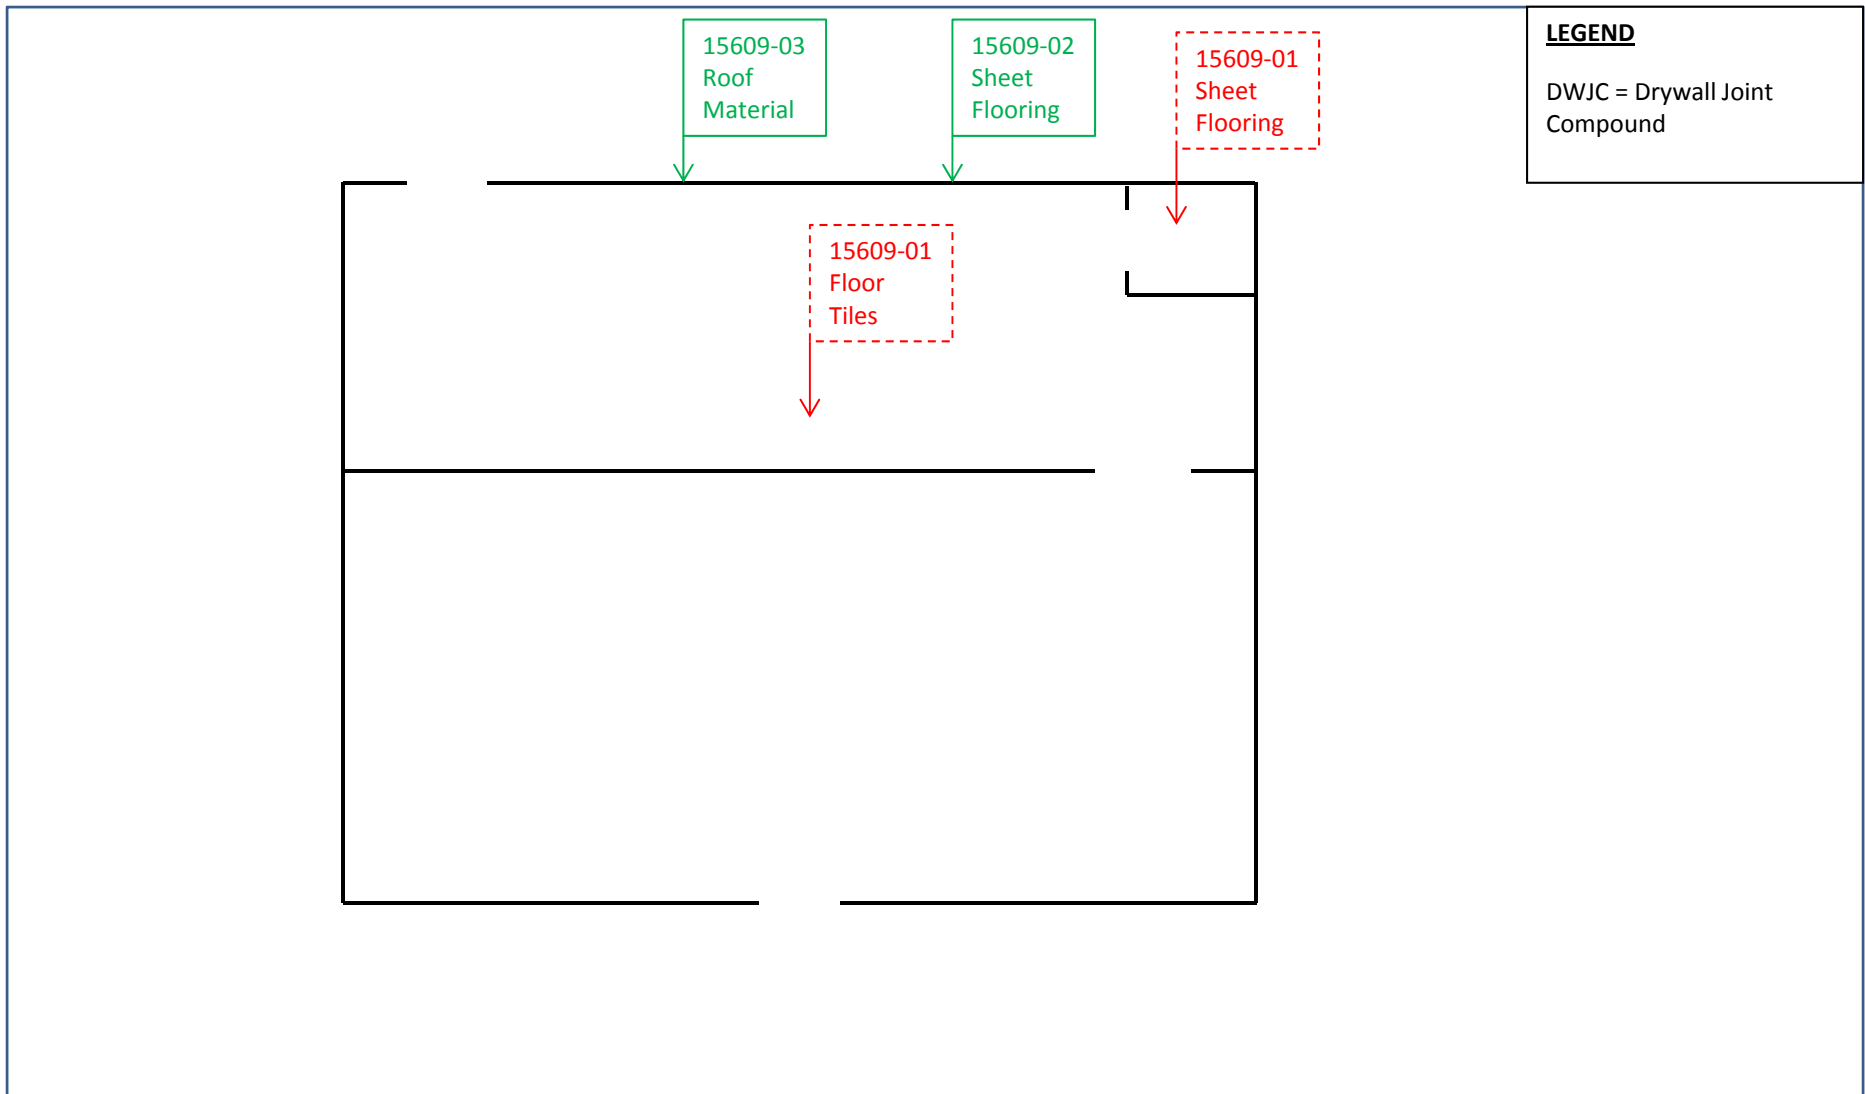 15609-03
Roof
Material
15609-02
Sheet
Flooring
15609-01
Sheet
Flooring
LEGEND
DWJC = Drywall Joint
Compound
15609-01
Floor
Tiles